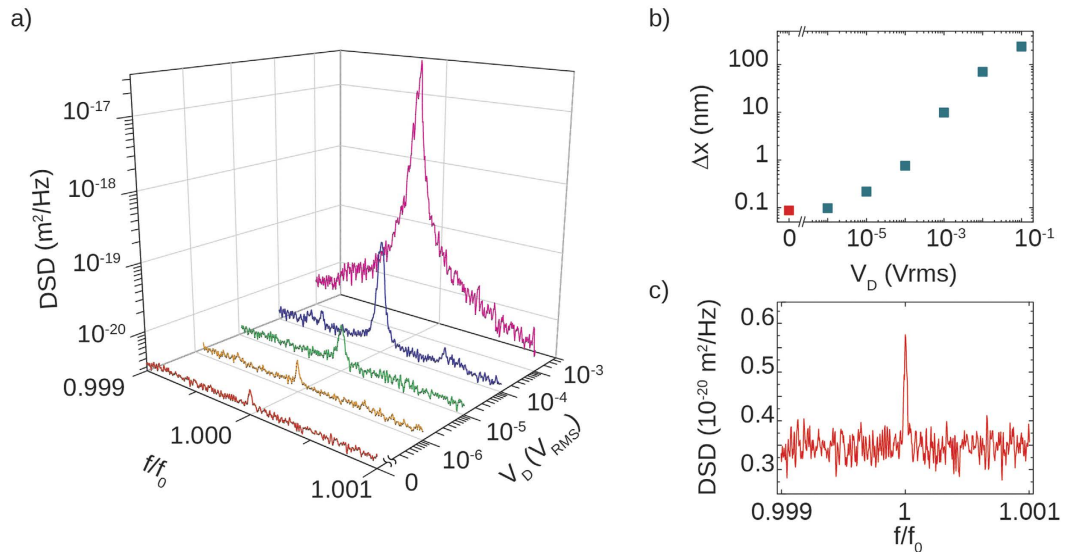 a)
DSD (m²/Hz)
10⁻¹⁷
10⁻¹⁸
10⁻¹⁹
10⁻²⁰
0.999
1.000
1.001
f/f₀
0
10⁻⁶
10⁻⁵
10⁻⁴
10⁻³
V_D (V_RMS)
b)
Δx (nm)
100
10
1
0.1
0 10⁻⁵ 10⁻³ 10⁻¹
V_D (Vrms)
c)
DSD (10⁻²⁰ m²/Hz)
0.6
0.5
0.4
0.3
0.999 1 1.001
f/f₀